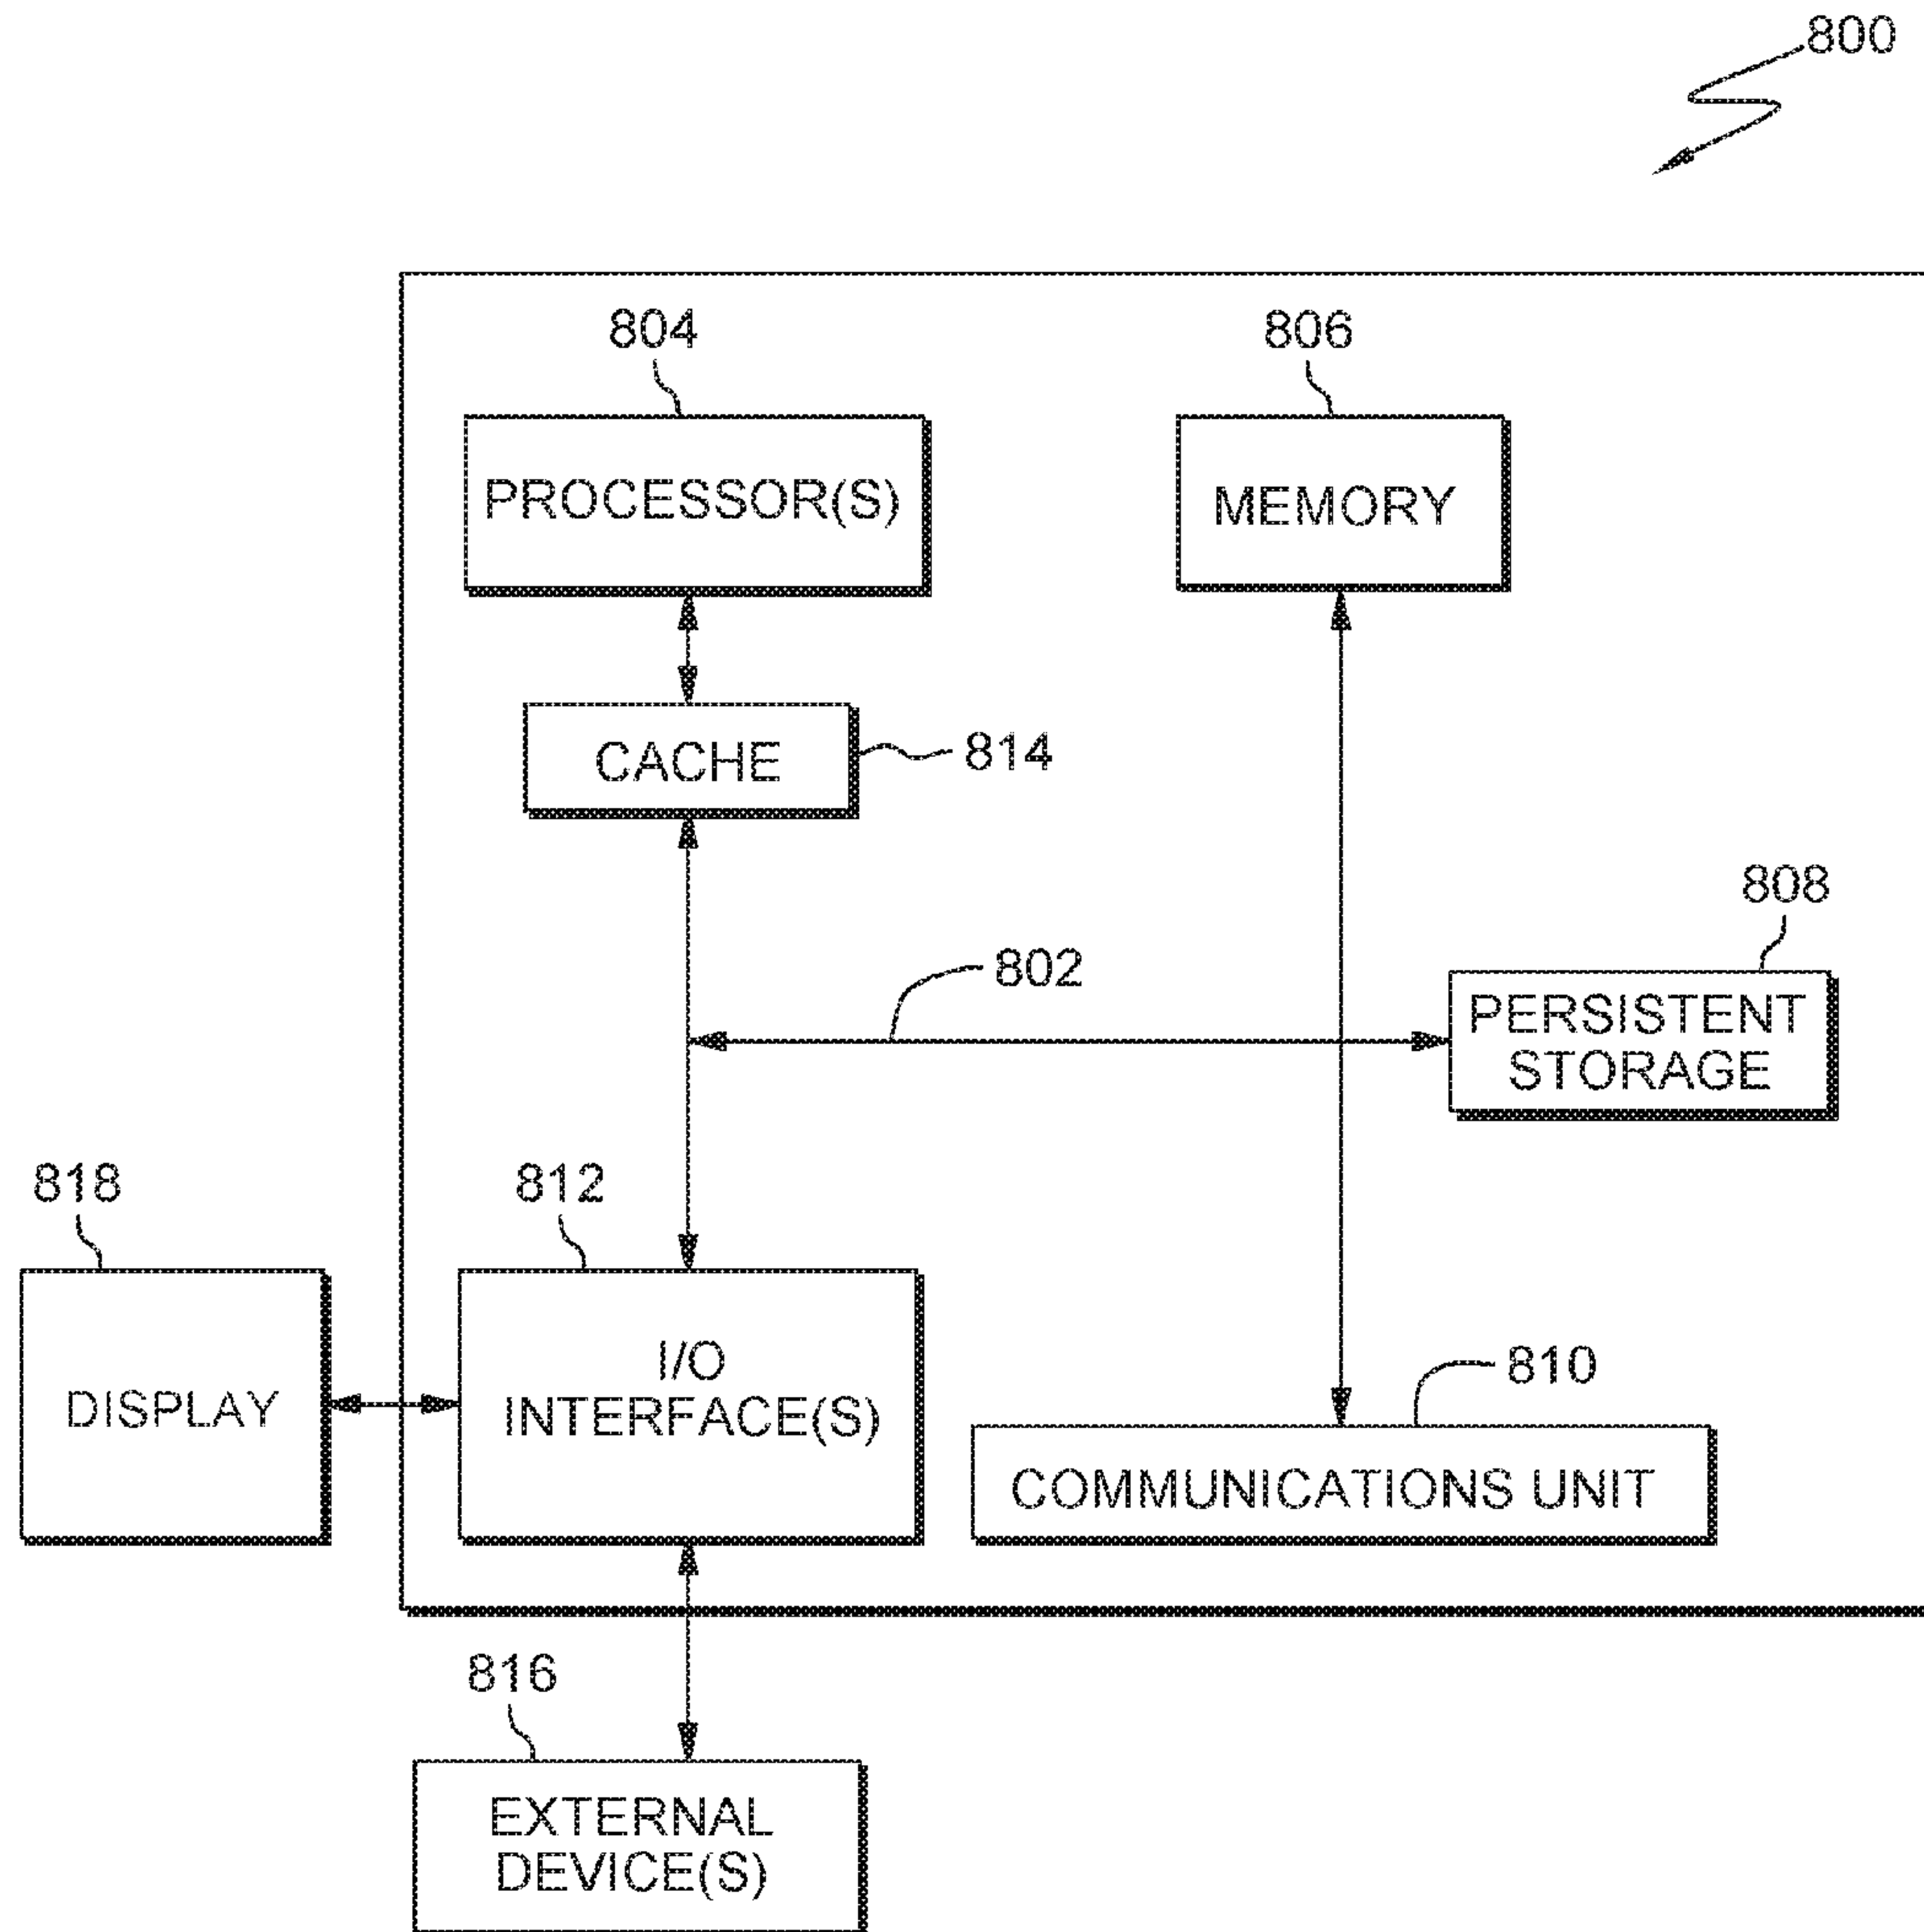 800
804
806
PROCESSOR(S)
MEMORY
CACHE
814
808
802
PERSISTENT
STORAGE
818
812
DISPLAY
I/O
INTERFACE(S)
810
COMMUNICATIONS UNIT
816
EXTERNAL
DEVICE(S)